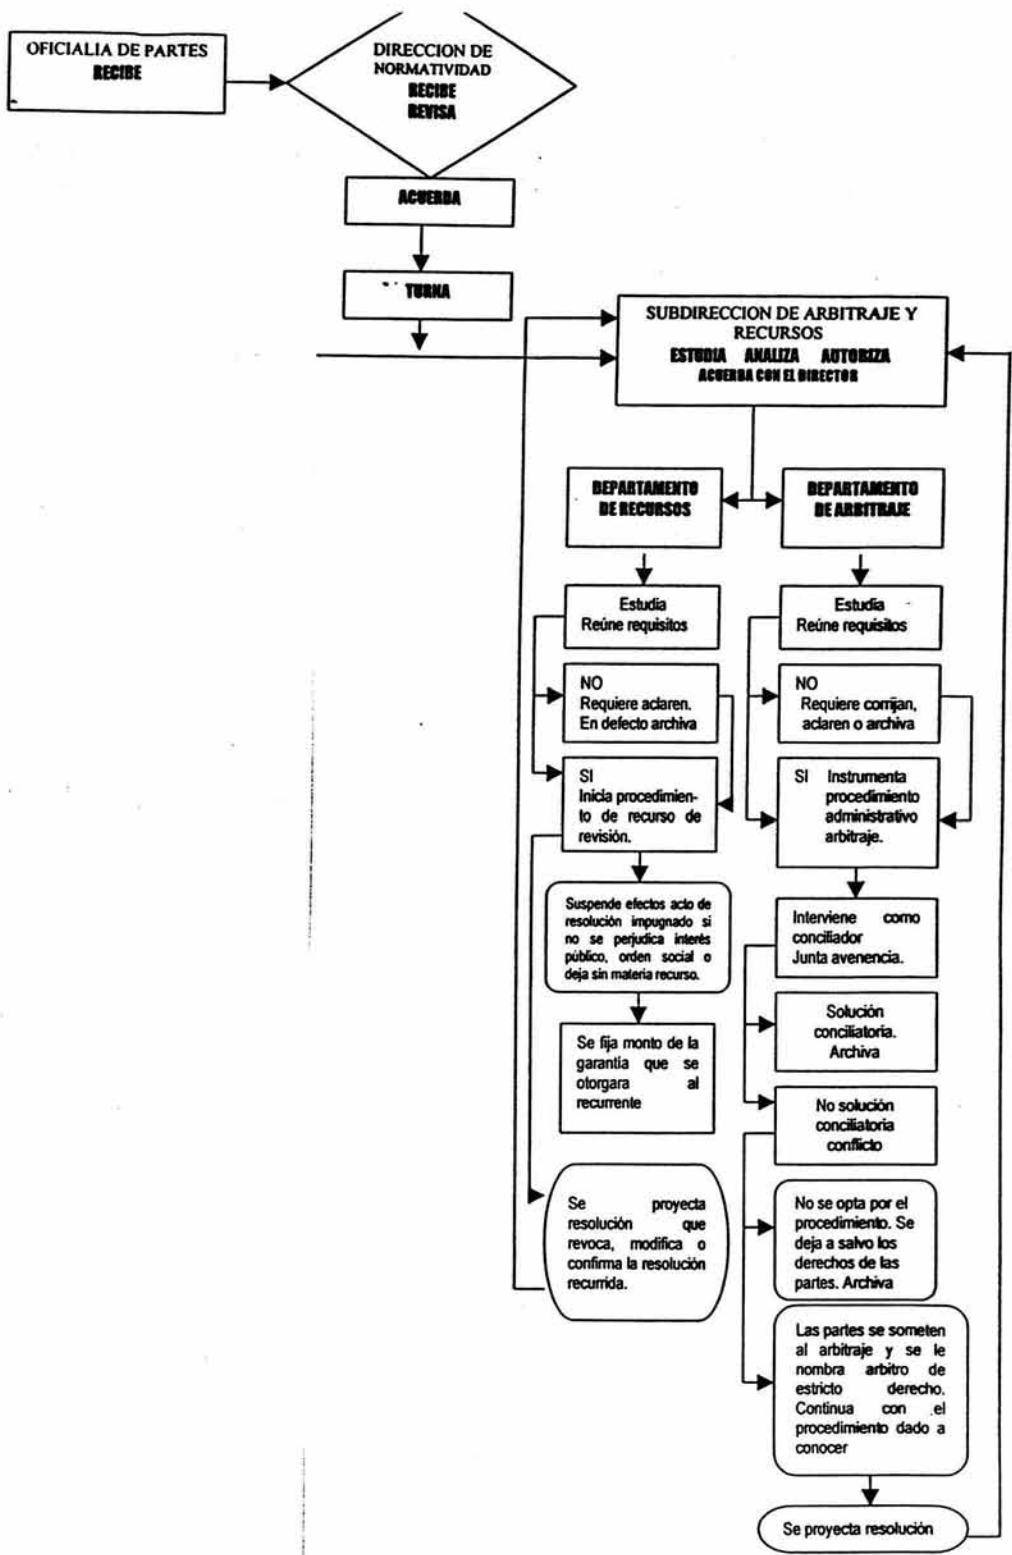 OFICIALIA DE PARTES
RECIBE
DIRECCION DE
NORMATIVIDAD
RECIBE
REVISA
ACUERDA
TURNA
SUBDIRECCION DE ARBITRAJE Y
RECURSOS
ESTUDIA ANALIZA AUTORIZA
ACUERDA CON EL DIRECTOR
DEPARTAMENTO
DE RECURSOS
DEPARTAMENTO
DE ARBITRAJE
Estudia
Reúne requisitos
Estudia
Reúne requisitos
NO
Requiere aclaren.
En defecto archiva
NO
Requiere corrijan,
aclaren o archiva
SI
Inicia procedimien-
to de recurso de
revisión.
SI Instrumenta
procedimiento
administrativo
arbitraje.
Suspende efectos acto de
resolución impugnado si
no se perjudica interés
público, orden social o
deja sin materia recurso.
Interviene como
conciliador
Junta avenencia.
Se fija monto de la
garantía que se
otorgara al
recurrente
Solución
conciliatoria.
Archiva
No solución
conciliatoria
conflicto
Se proyecta
resolución que
revoca, modifica o
confirma la resolución
recurrida.
No se opta por el
procedimiento. Se
deja a salvo los
derechos de las
partes. Archiva
Las partes se someten
al arbitraje y se le
nombra arbitro de
estricto derecho.
Continua con el
procedimiento dado a
conocer
Se proyecta resolución